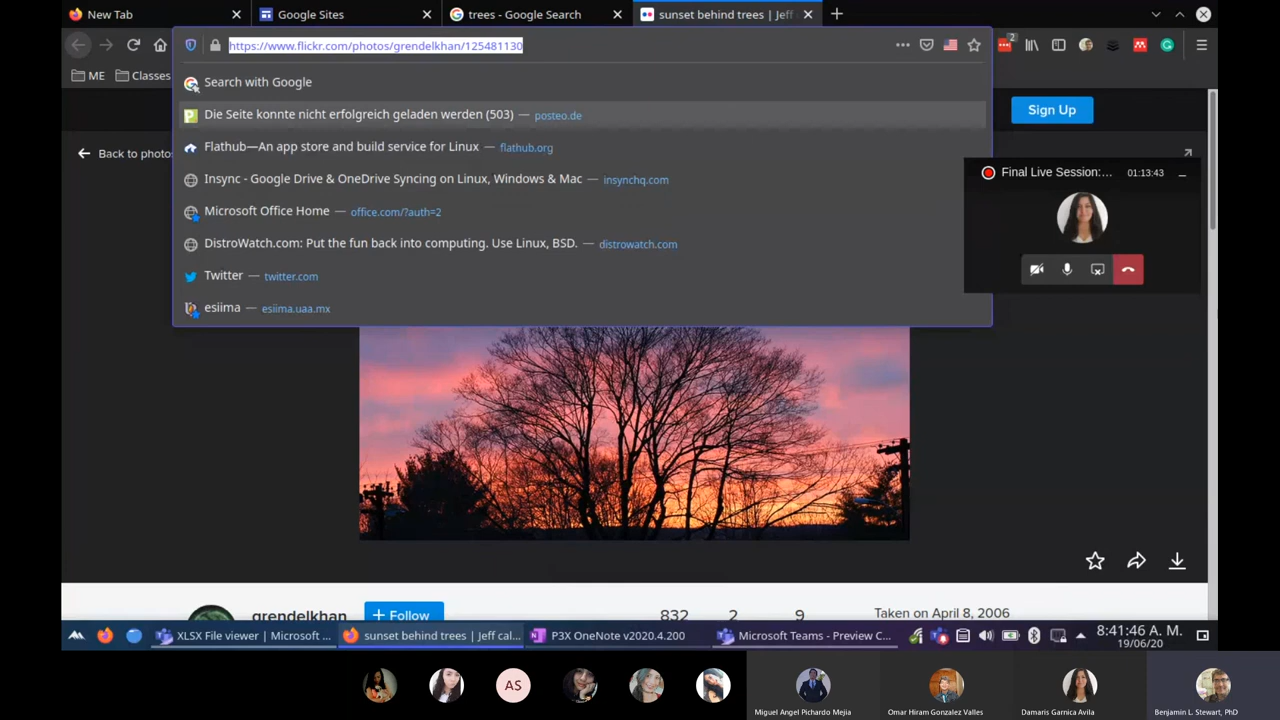 New Tab
Google Sites
trees - Google Search
sunset behind trees | Jeff
https://www.flickr.com/photos/grendelkhan/125481130
2
ME
Classes
Search with Google
Die Seite konnte nicht erfolgreich geladen werden (503) — posteo.de
Flathub—An app store and build service for Linux — flathub.org
Insync - Google Drive & OneDrive Syncing on Linux, Windows & Mac — insynchq.com
Microsoft Office Home — office.com/?auth=2
DistroWatch.com: Put the fun back into computing. Use Linux, BSD. — distrowatch.com
Twitter — twitter.com
esiima — esiima.uaa.mx
Sign Up
Back to photo
Final Live Session:... 01:13:43
grendelkhan
+ Follow
832 2 9
Taken on April 8, 2006
XLSX File viewer | Microsoft ...
sunset behind trees | Jeff cal...
P3X OneNote v2020.4.200
Microsoft Teams - Preview C...
8:41:46 A. M.
19/06/20
AS
Miguel Angel Pichardo Mejia
Omar Hiram Gonzalez Valles
Damaris Garnica Avila
Benjamin L. Stewart, PhD